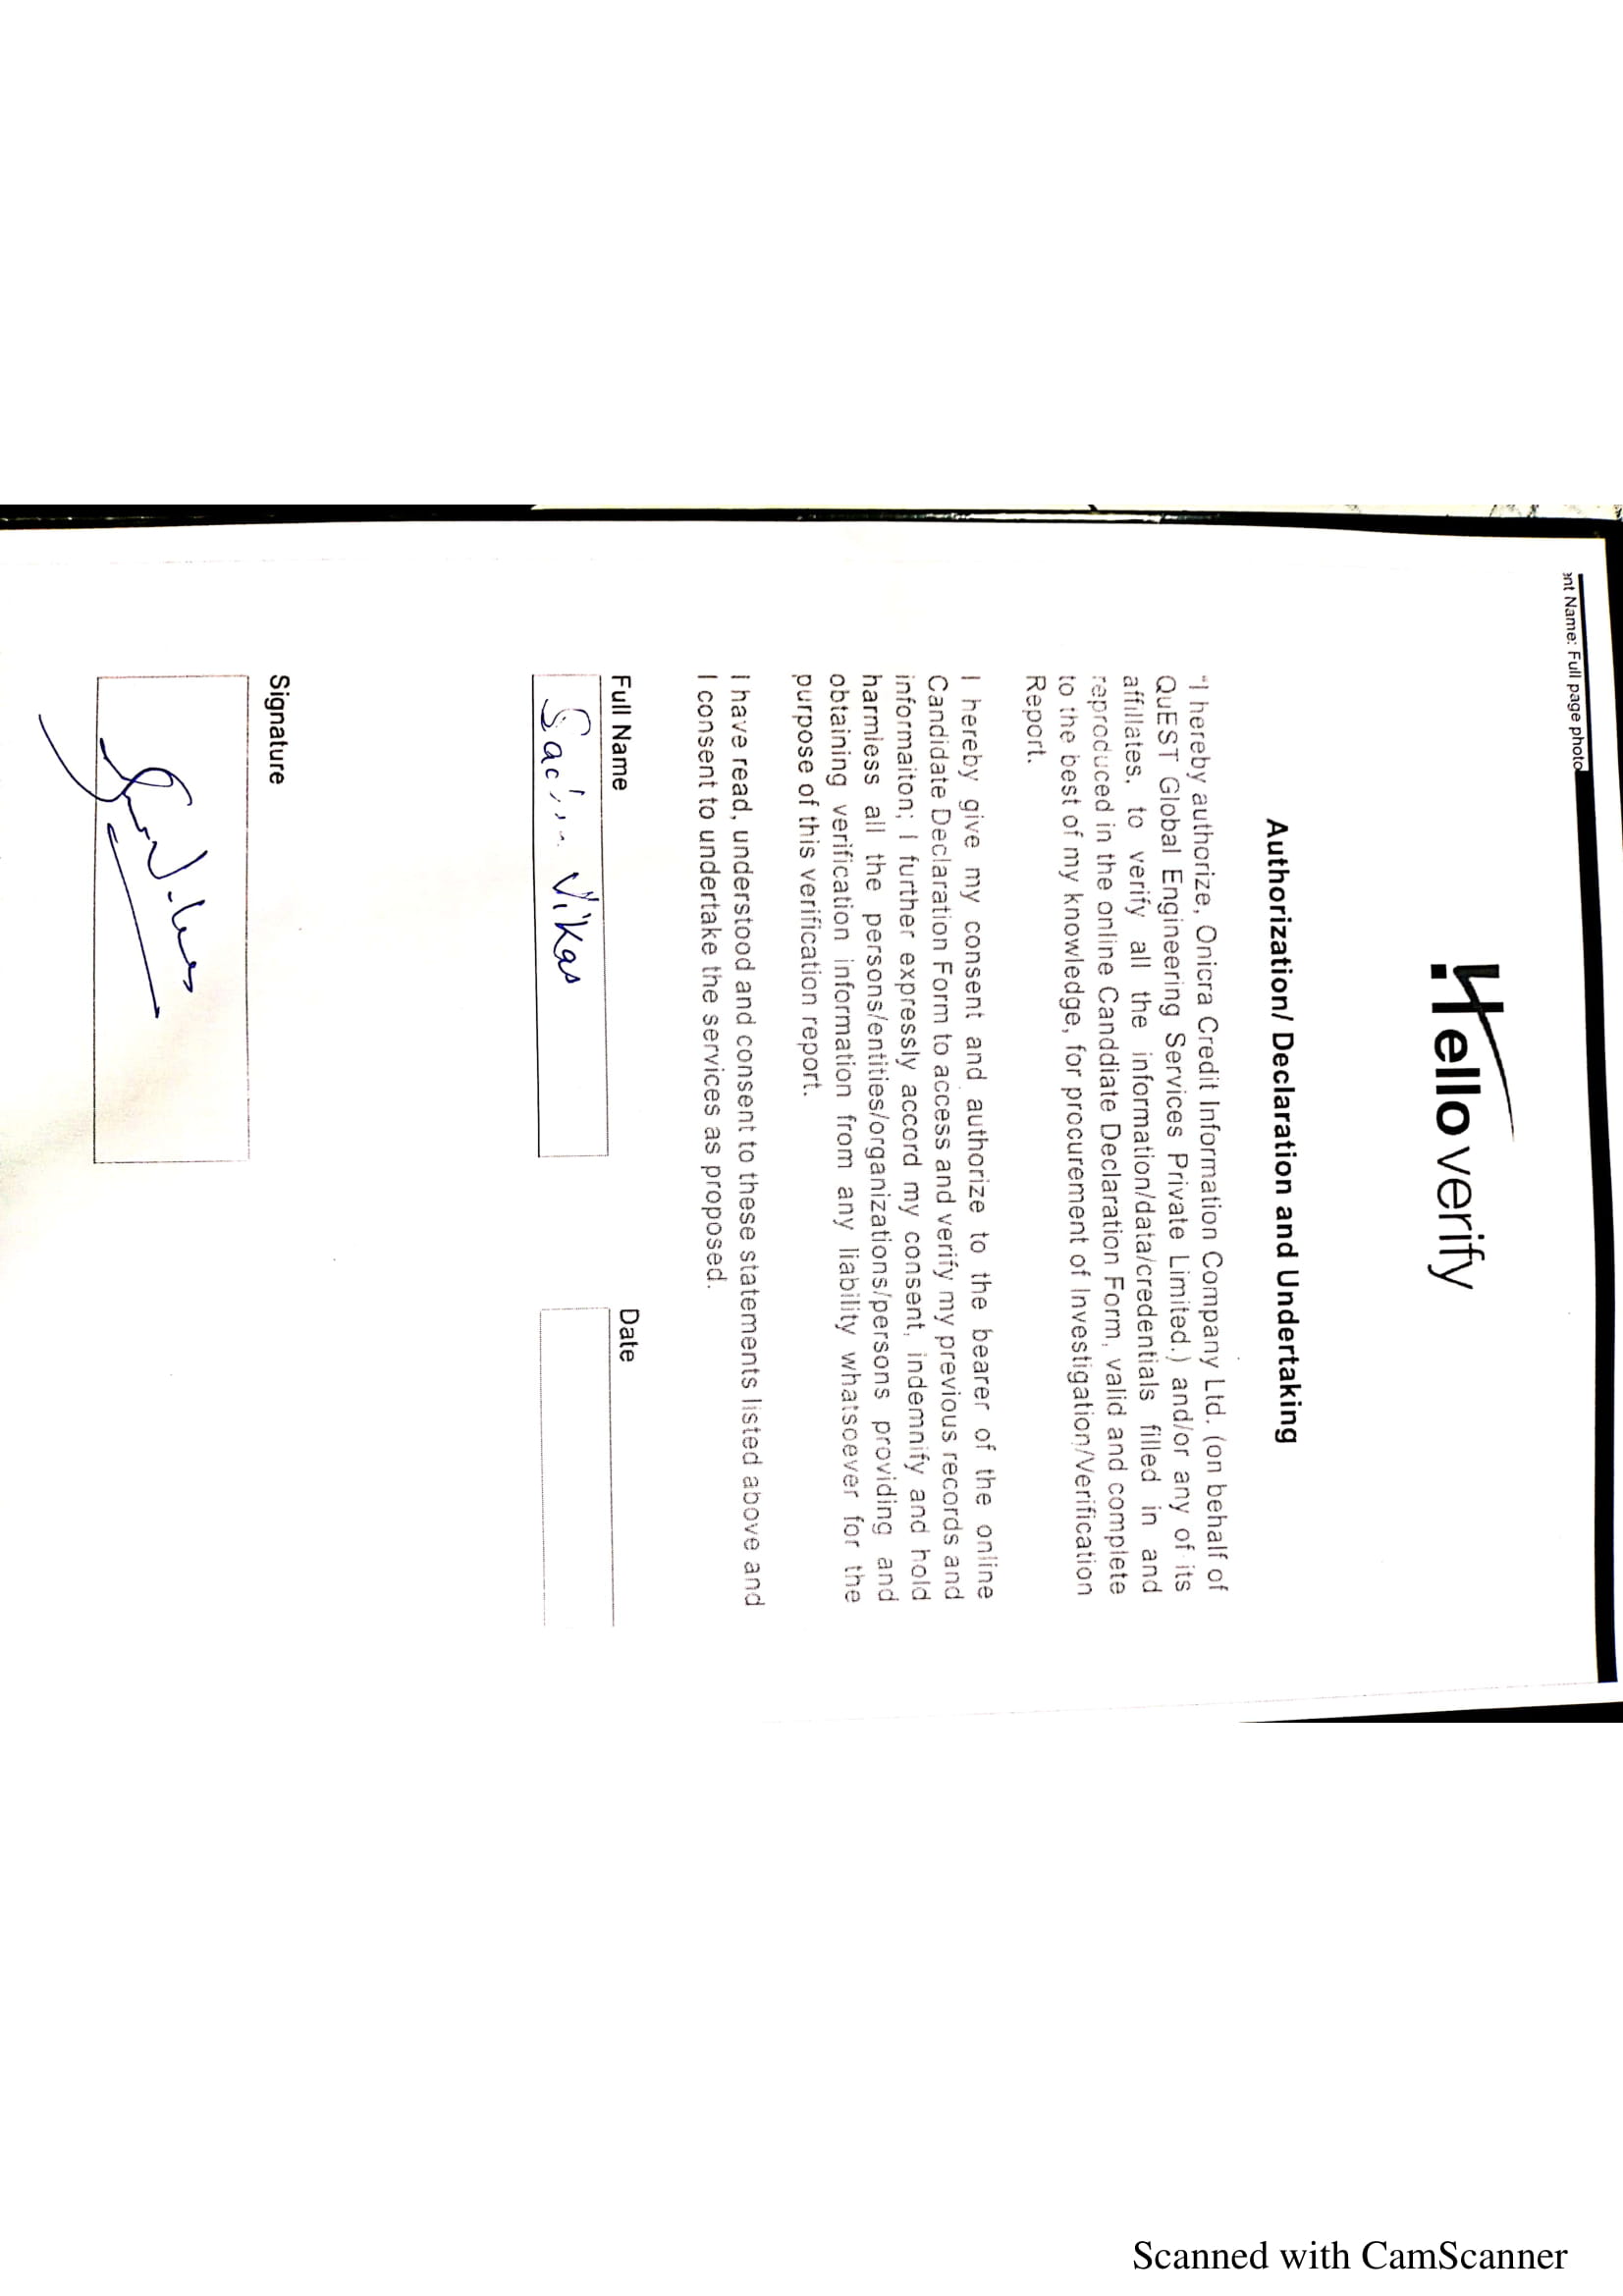 ent Name: Full page photo
Helloverify
Authorization/ Declaration and Undertaking
"I hereby authorize, Onicra Credit Information Company Ltd. (on behalf of
QuEST Global Engineering Services Private Limited.) and/or any of its
affillates, to verify all the information/data/credentials filled in and
reproduced in the online Canddiate Declaration Form, valid and complete
to the best of my knowledge, for procurement of Investigation/Verification
Report.
I hereby give my consent and authorize to the bearer of the online
Candidate Declaration Form to access and verify my previous records and
informaiton; I further expressly accord my consent, indemnify and hold
harmless all the persons/entities/organizations/persons providing and
obtaining verification information from any liability whatsoever for the
purpose of this verification report.
I have read, understood and consent to these statements listed above and
I consent to undertake the services as proposed.
Full Name
Date
Vikas
Signature
Scanned with CamScanner